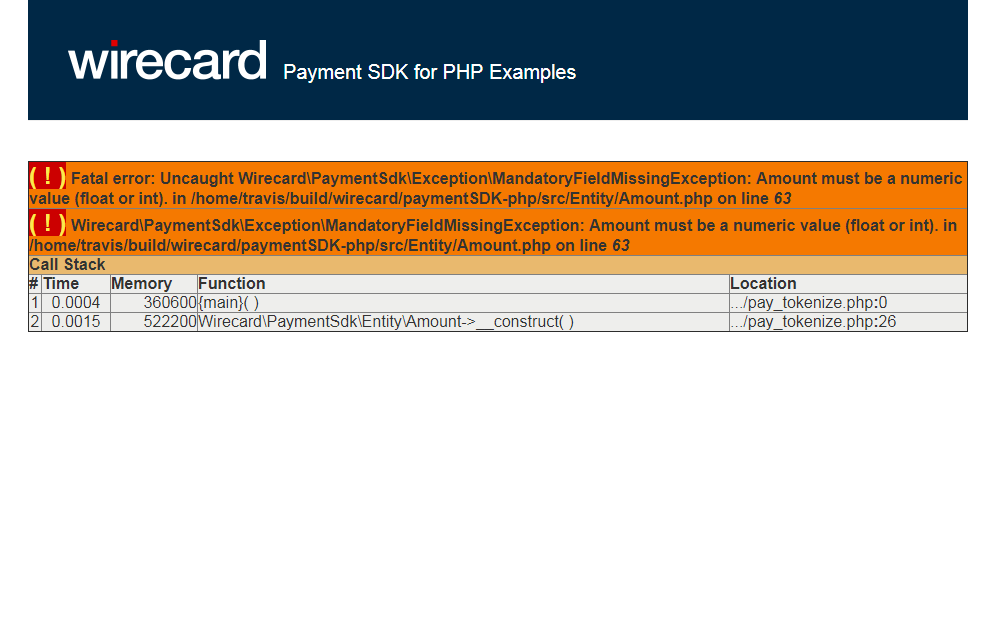 wirecard Payment SDK for PHP Examples
( ! ) Fatal error: Uncaught Wirecard\PaymentSdk\Exception\MandatoryFieldMissingException: Amount must be a numeric
value (float or int). in /home/travis/build/wirecard/paymentSDK-php/src/Entity/Amount.php on line 63
( ! ) Wirecard\PaymentSdk\Exception\MandatoryFieldMissingException: Amount must be a numeric value (float or int). in
/home/travis/build/wirecard/paymentSDK-php/src/Entity/Amount.php on line 63
Call Stack
# Time Memory Function Location
1 0.0004 360600 {main}( ) .../pay_tokenize.php:0
2 0.0015 522200 Wirecard\PaymentSdk\Entity\Amount->__construct( ) .../pay_tokenize.php:26